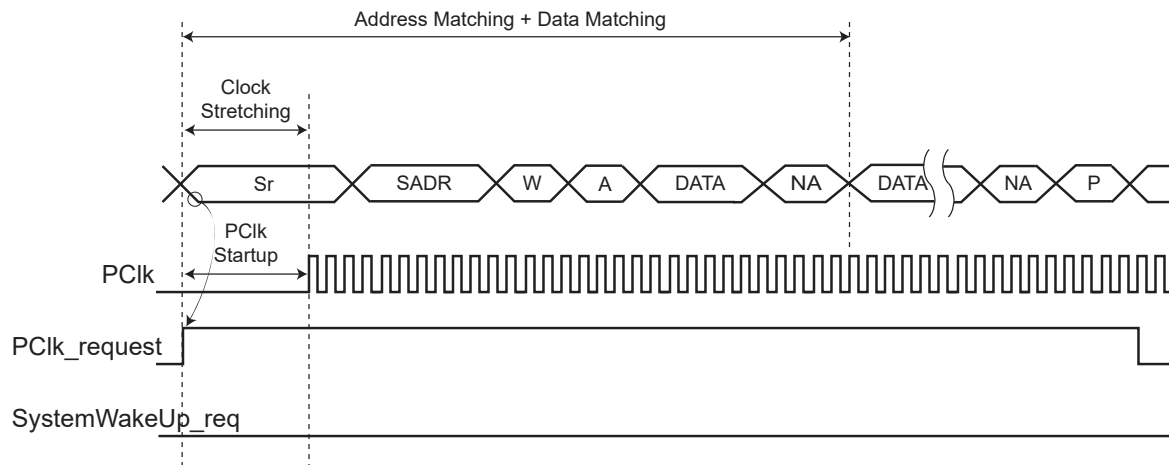 Address Matching + Data Matching
Clock
Stretching
Sr
SADR
W
A
DATA
NA
DATA
NA
P
PClk
Startup
PClk
PClk_request
SystemWakeUp_req